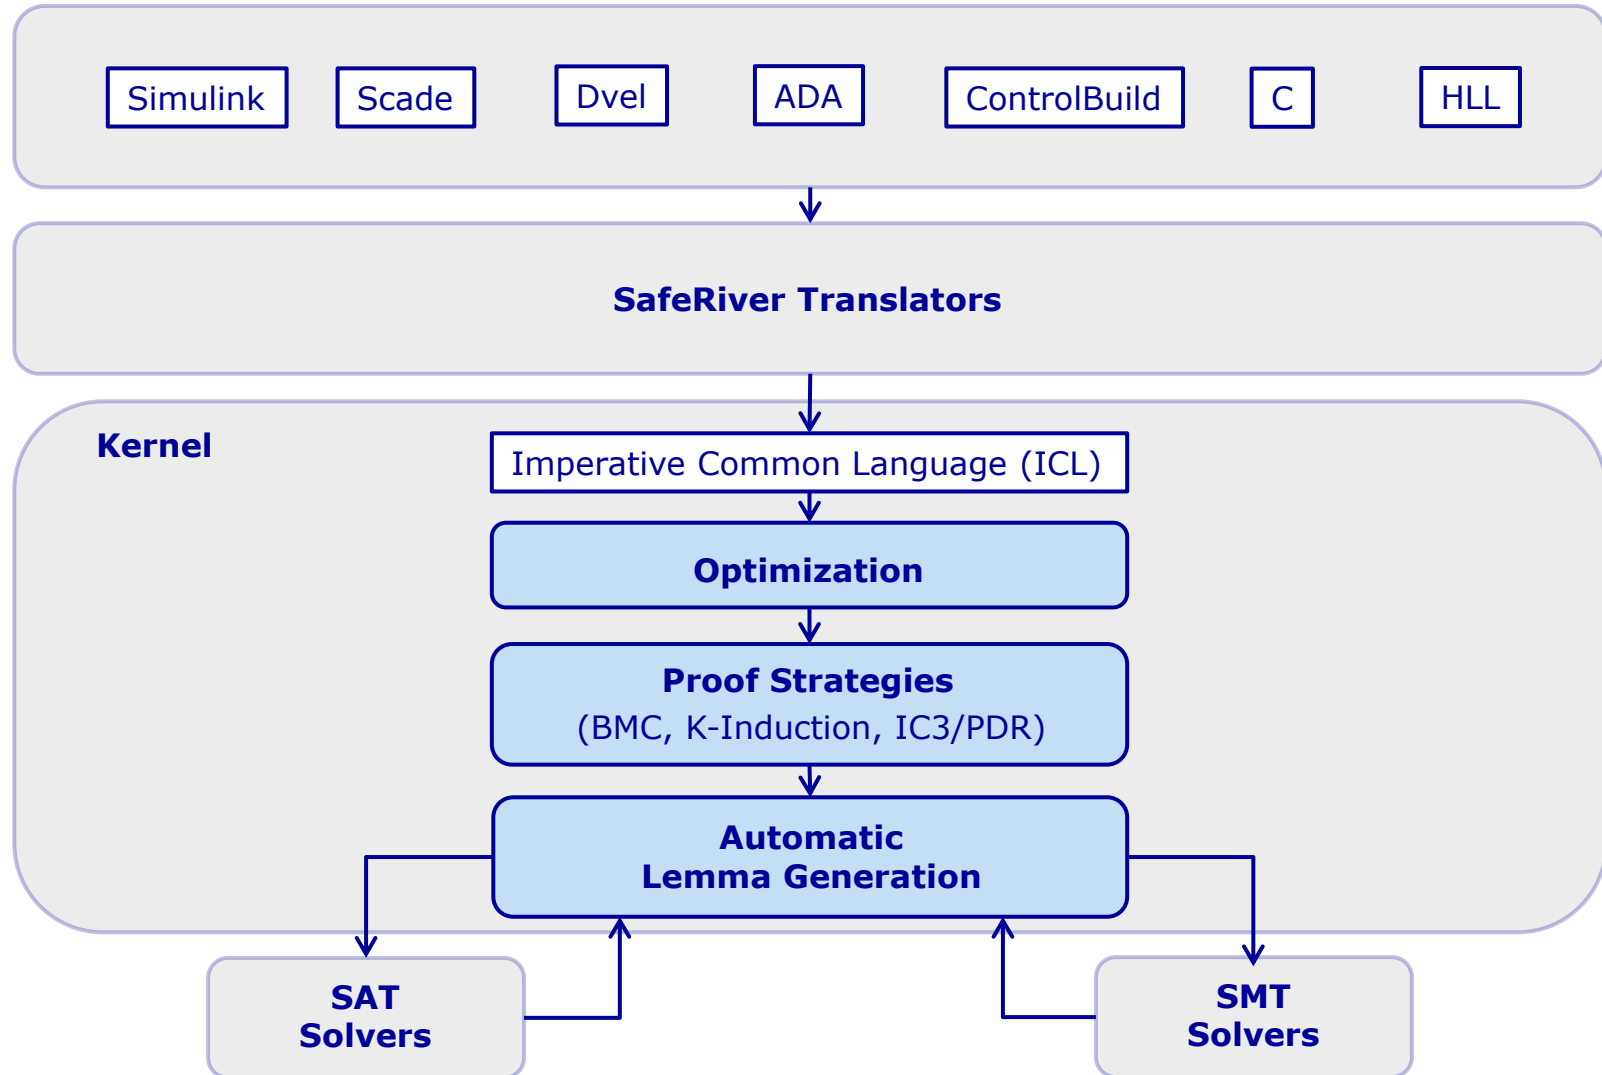 Simulink
Scade
Dvel
ADA
ControlBuild
C
HLL
SafeRiver Translators
Kernel
Imperative Common Language (ICL)
Optimization
Proof Strategies
(BMC, K-Induction, IC3/PDR)
Automatic
Lemma Generation
SAT
Solvers
SMT
Solvers